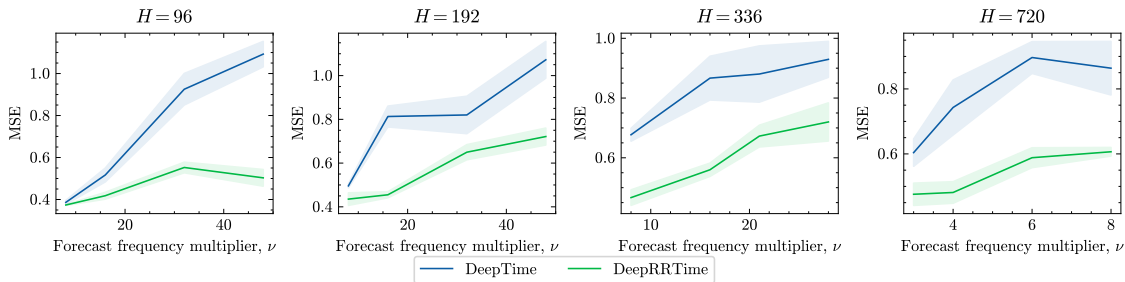 H = 96
MSE
1.0
0.8
0.6
0.4
20
40
Forecast frequency multiplier, ν
H = 192
MSE
1.0
0.8
0.6
0.4
20
40
Forecast frequency multiplier, ν
H = 336
MSE
1.0
0.8
0.6
10
20
Forecast frequency multiplier, ν
H = 720
MSE
0.8
0.6
4
6
8
Forecast frequency multiplier, ν
DeepTime
DeepRRTime